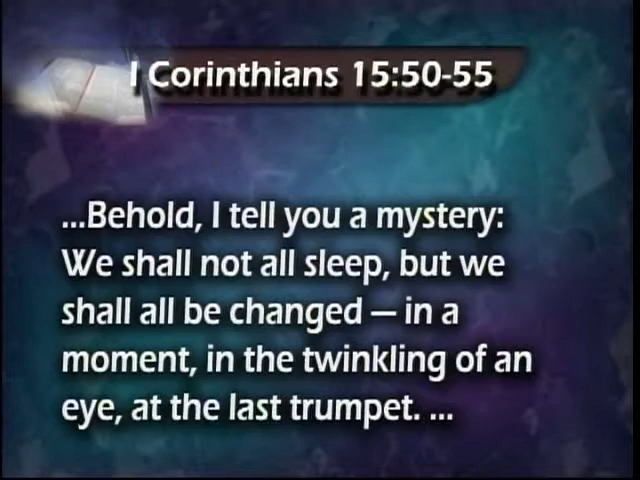 I Corinthians 15:50-55
...Behold, I tell you a mystery:
We shall not all sleep, but we
shall all be changed — in a
moment, in the twinkling of an
eye, at the last trumpet. ...